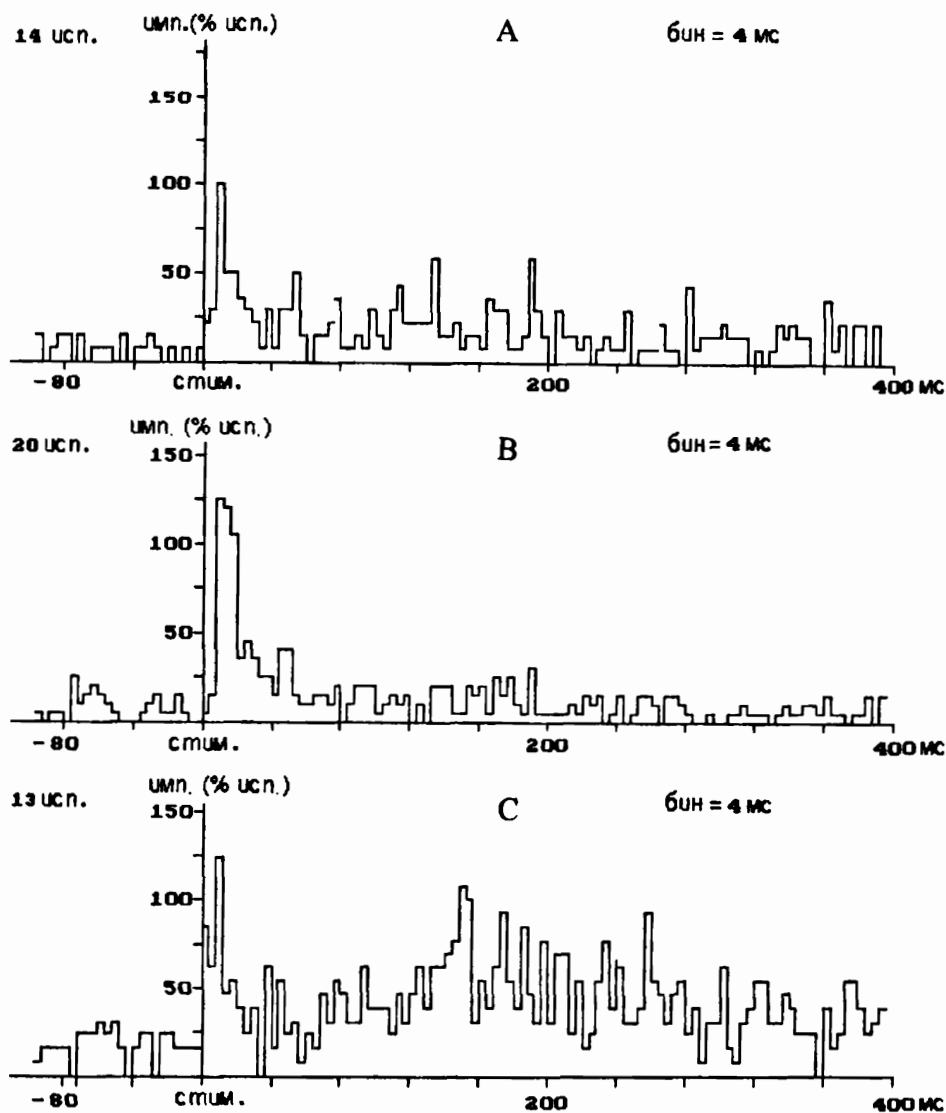 14 исп. имп.(% исп.) A бин = 4 мс
150
100
50
-80 стим. 200 400 мс
20 исп. имп. (% исп.) B бин = 4 мс
150
100
50
-80 стим. 200 400 мс
13 исп. имп. (% исп.) C бин = 4 мс
150
100
50
-80 стим. 200 400 мс